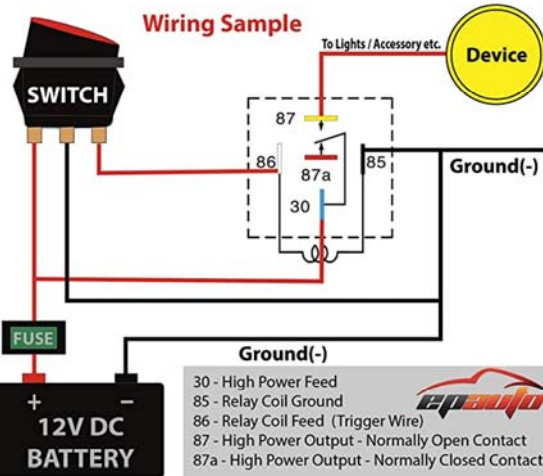 Wiring Sample
To Lights / Accessory etc.
Device
SWITCH
87
86
87a
85
30
Ground(-)
FUSE
Ground(-)
+ −
12V DC
BATTERY
30 - High Power Feed
85 - Relay Coil Ground
86 - Relay Coil Feed (Trigger Wire)
87 - High Power Output - Normally Open Contact
87a - High Power Output - Normally Closed Contact
epauto